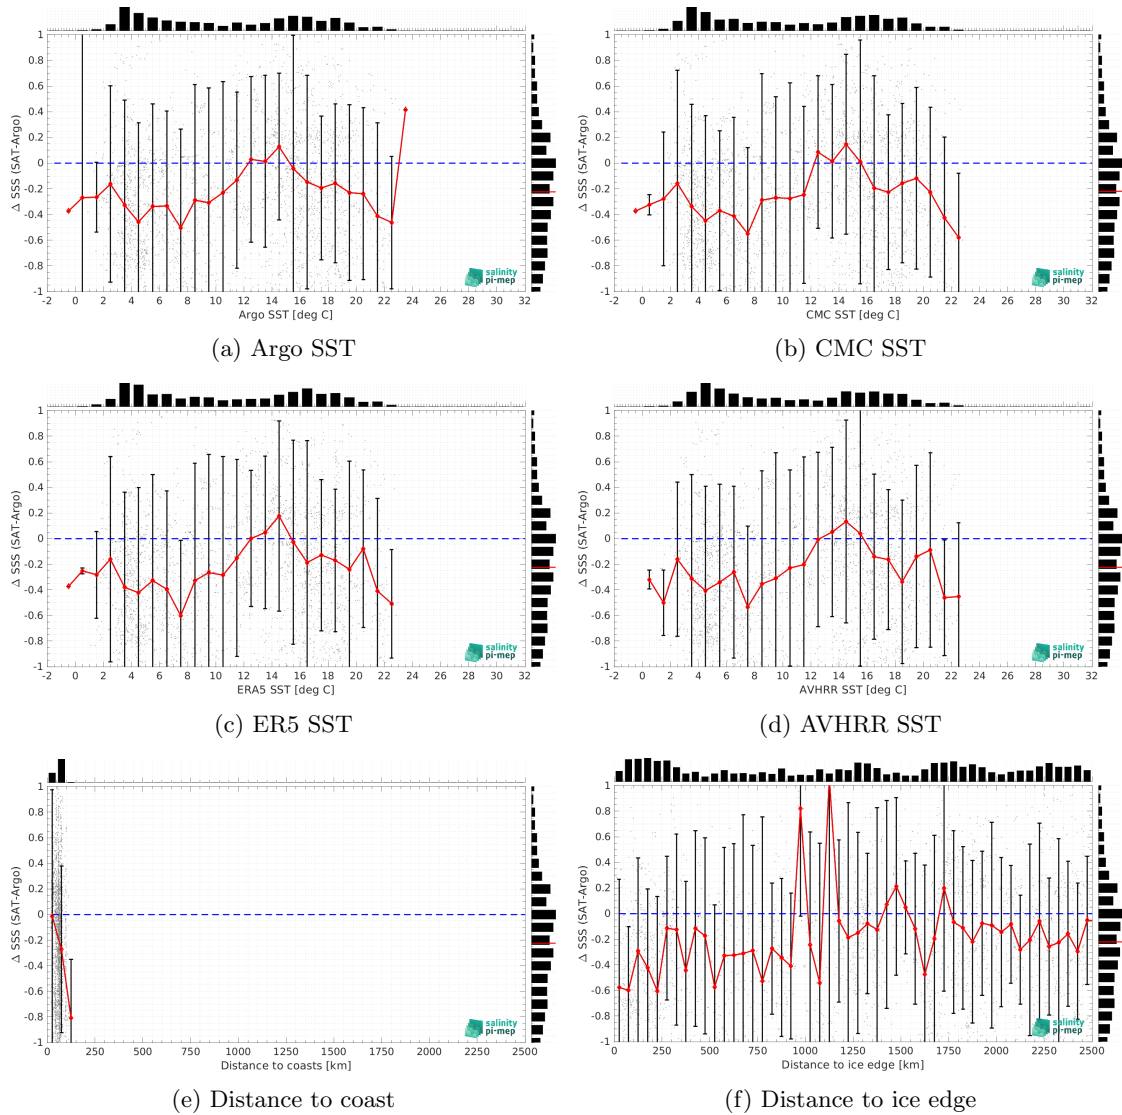 1
0.8
0.6
0.4
0.2
0
-0.2
-0.4
-0.6
-0.8
-1
Δ SSS (SAT-Argo)
-2 0 2 4 6 8 10 12 14 16 18 20 22 24 26 28 30 32
Argo SST [deg C]
salinity
pi-mep
(a) Argo SST
1
0.8
0.6
0.4
0.2
0
-0.2
-0.4
-0.6
-0.8
-1
Δ SSS (SAT-Argo)
-2 0 2 4 6 8 10 12 14 16 18 20 22 24 26 28 30 32
CMC SST [deg C]
salinity
pi-mep
(b) CMC SST
1
0.8
0.6
0.4
0.2
0
-0.2
-0.4
-0.6
-0.8
-1
Δ SSS (SAT-Argo)
-2 0 2 4 6 8 10 12 14 16 18 20 22 24 26 28 30 32
ERA5 SST [deg C]
salinity
pi-mep
(c) ER5 SST
1
0.8
0.6
0.4
0.2
0
-0.2
-0.4
-0.6
-0.8
-1
Δ SSS (SAT-Argo)
-2 0 2 4 6 8 10 12 14 16 18 20 22 24 26 28 30 32
AVHRR SST [deg C]
salinity
pi-mep
(d) AVHRR SST
1
0.8
0.6
0.4
0.2
0
-0.2
-0.4
-0.6
-0.8
-1
Δ SSS (SAT-Argo)
0 250 500 750 1000 1250 1500 1750 2000 2250 2500
Distance to coasts [km]
salinity
pi-mep
(e) Distance to coast
1
0.8
0.6
0.4
0.2
0
-0.2
-0.4
-0.6
-0.8
-1
Δ SSS (SAT-Argo)
0 250 500 750 1000 1250 1500 1750 2000 2250 2500
Distance to ice edge [km]
salinity
pi-mep
(f) Distance to ice edge